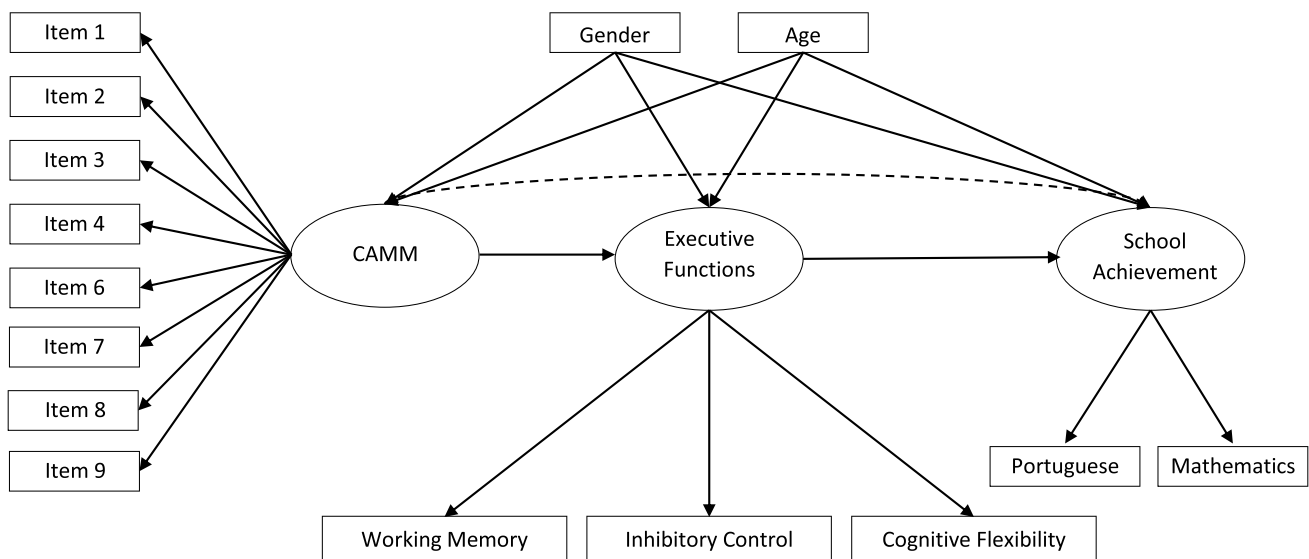 Item 1
Item 2
Item 3
Item 4
Item 6
Item 7
Item 8
Item 9
Gender
Age
CAMM
Executive
Functions
School
Achievement
Portuguese
Mathematics
Working Memory
Inhibitory Control
Cognitive Flexibility